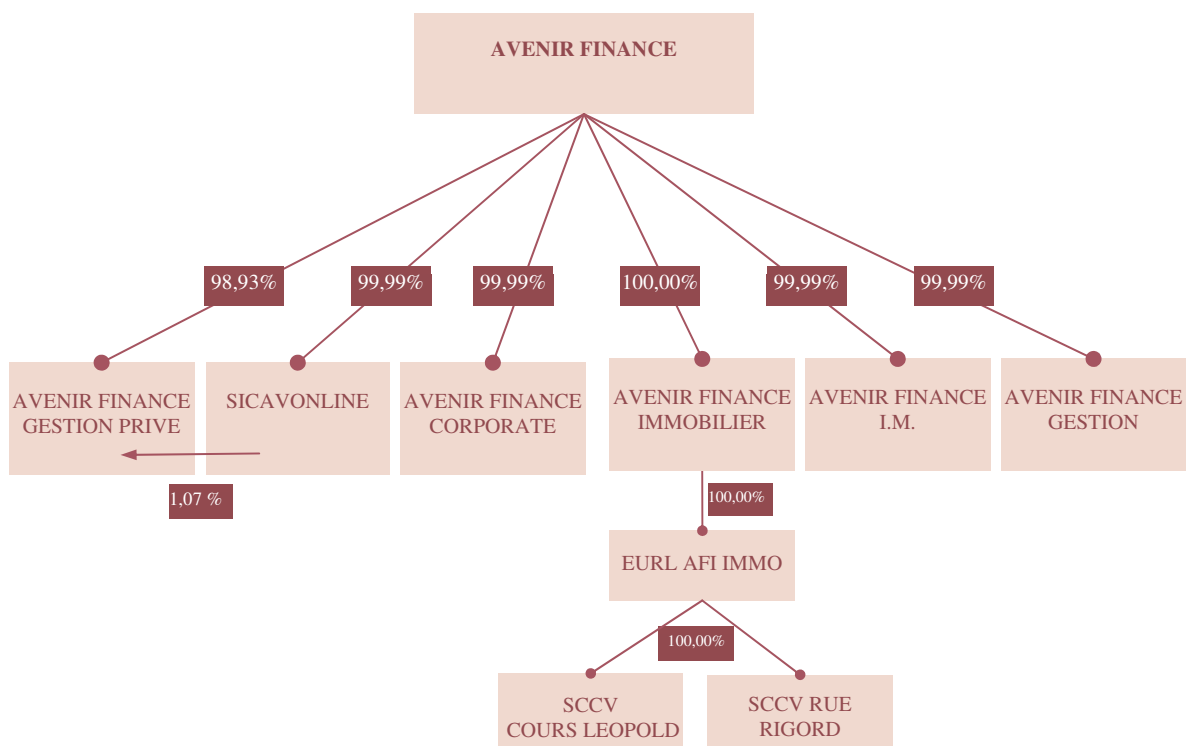 AVENIR FINANCE
98,93%
99,99%
99,99%
100,00%
99,99%
99,99%
AVENIR FINANCE
GESTION PRIVE
SICAVONLINE
AVENIR FINANCE
CORPORATE
AVENIR FINANCE
IMMOBILIER
AVENIR FINANCE
I.M.
AVENIR FINANCE
GESTION
1,07 %
100,00%
EURL AFI IMMO
100,00%
SCCV
COURS LEOPOLD
SCCV RUE
RIGORD